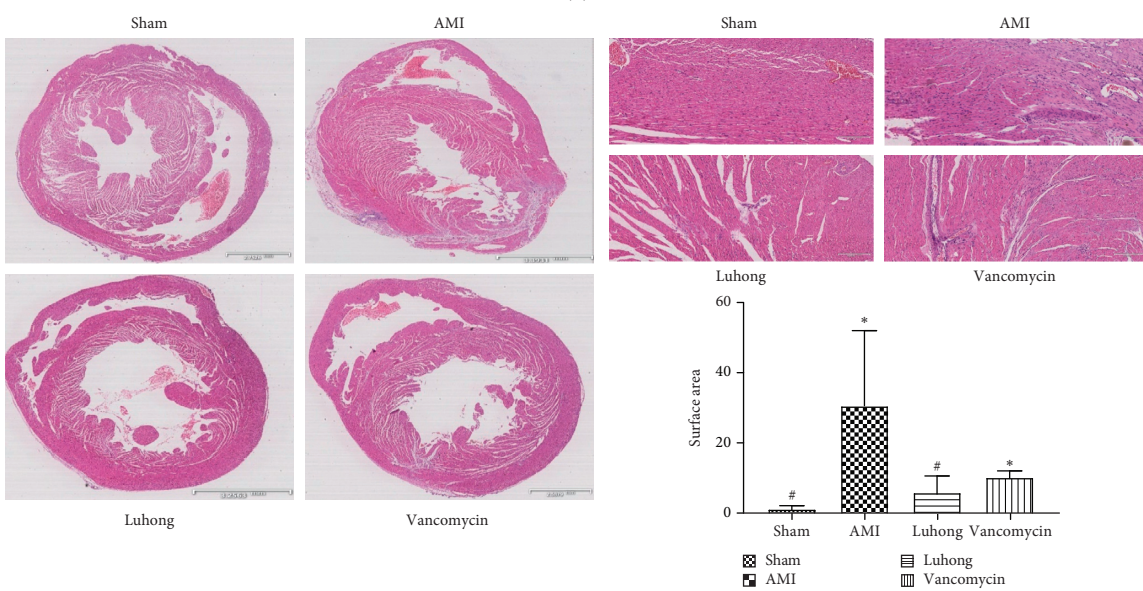 Sham
AMI
Sham
AMI
Luhong
Vancomycin
Luhong
Vancomycin
60
40
20
0
Surface area
#
*
#
*
Sham
AMI
Luhong
Vancomycin
Sham
Luhong
AMI
Vancomycin